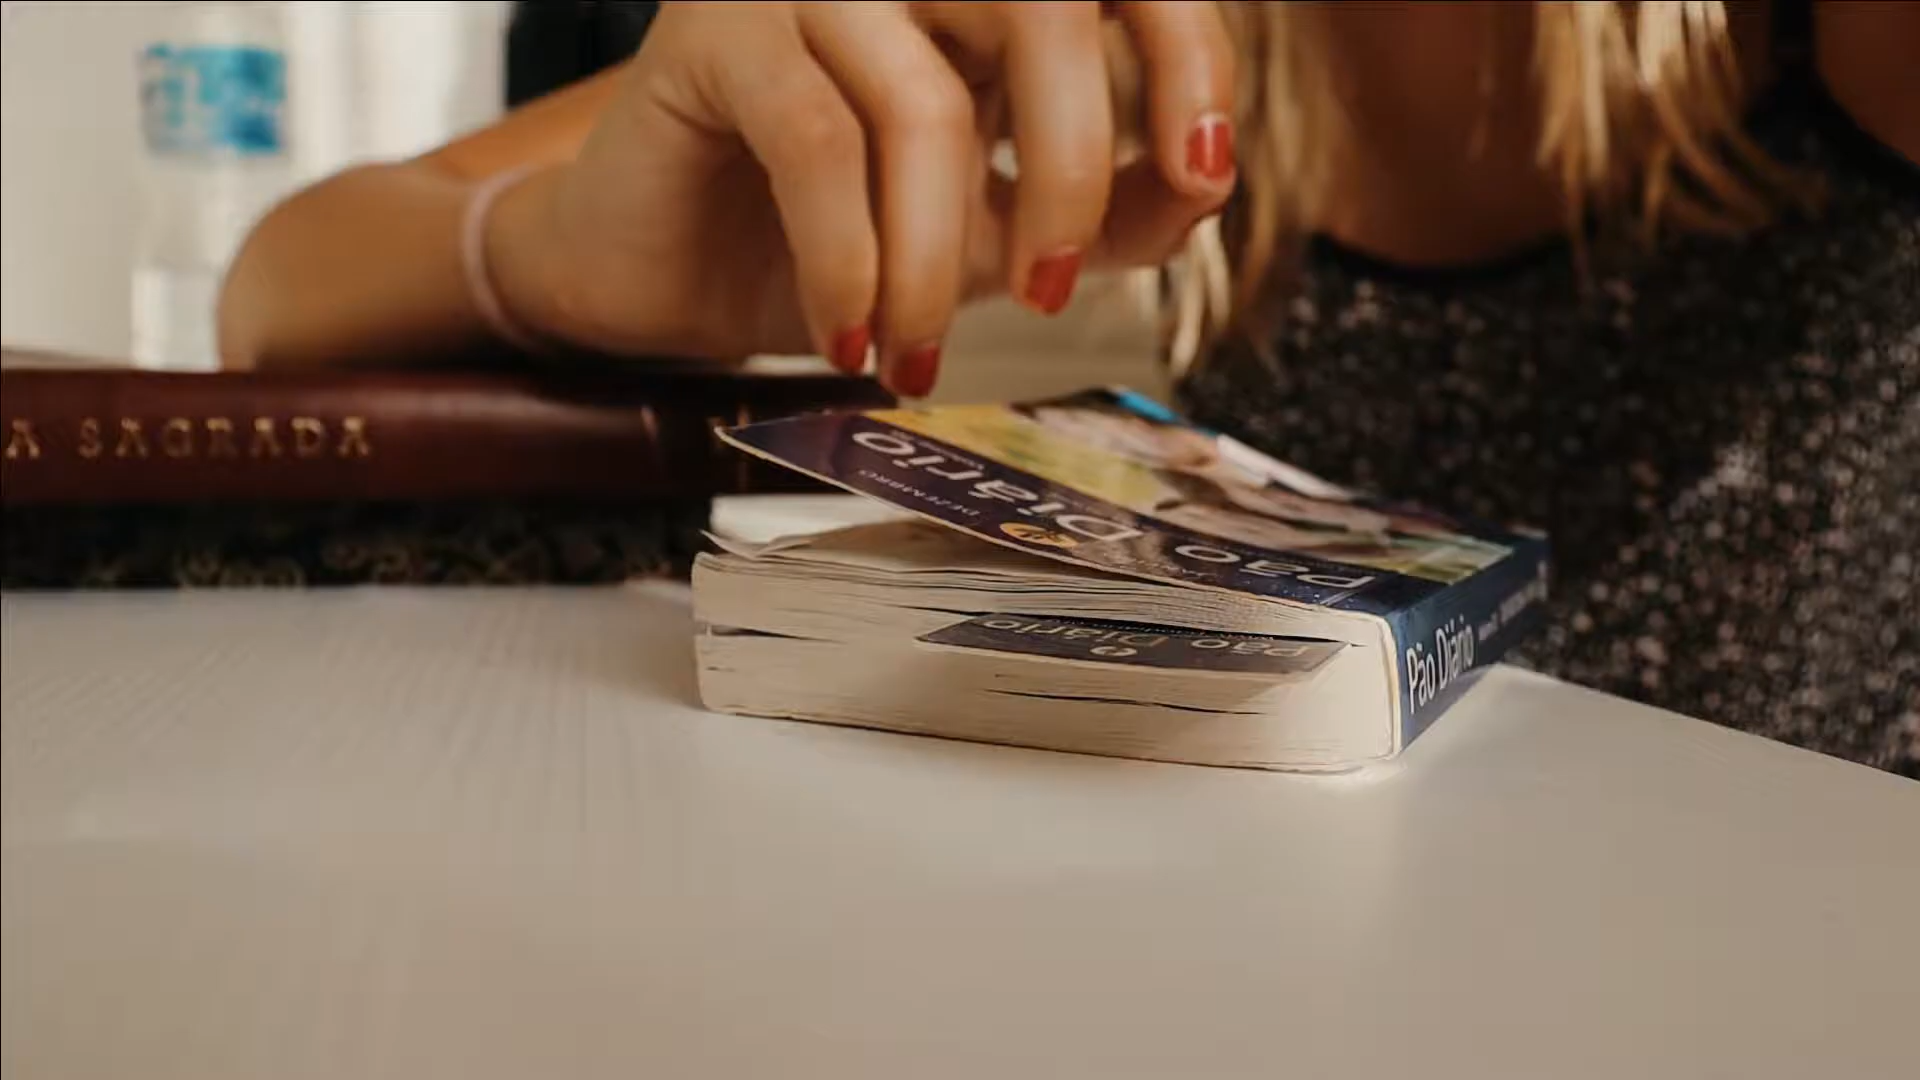 A SAGRADA
Pão Diário
DEZEMBRO
Pão Diário
Pão Diário